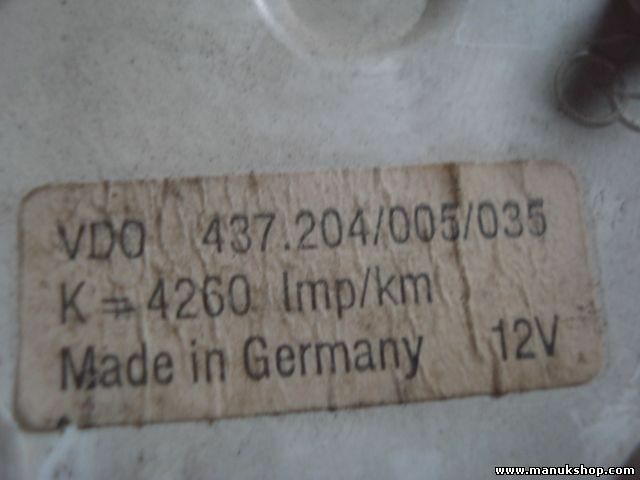 VDO 437.204/005/035
K = 4260 Imp/km
Made in Germany 12V
www.manukshop.com